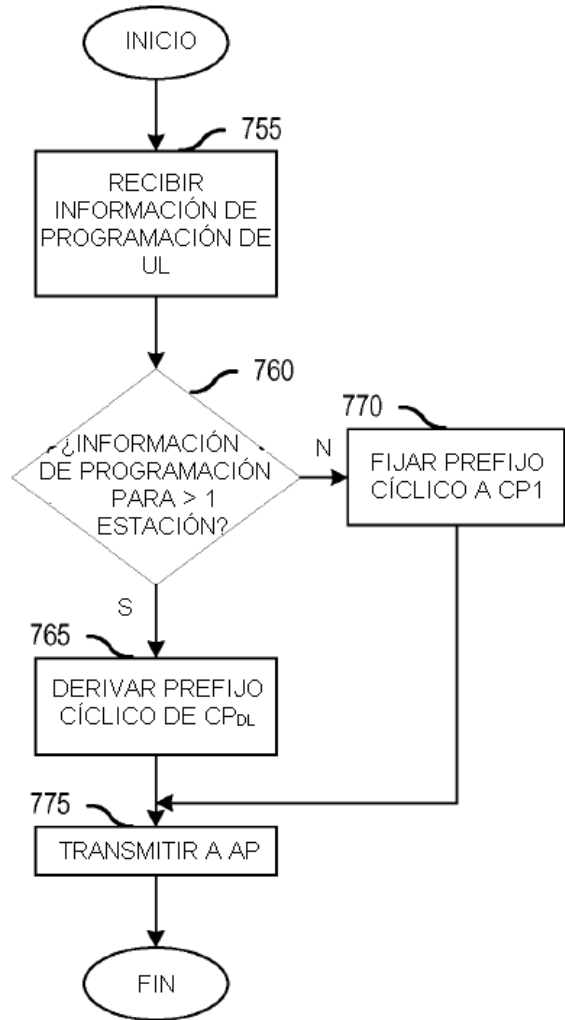 INICIO
755
RECIBIR
INFORMACIÓN DE
PROGRAMACIÓN DE
UL
760
¿INFORMACIÓN
DE PROGRAMACIÓN
PARA > 1
ESTACIÓN?
N
770
FIJAR PREFIJO
CÍCLICO A CP1
S
765
DERIVAR PREFIJO
CÍCLICO DE CPDL
775
TRANSMITIR A AP
FIN